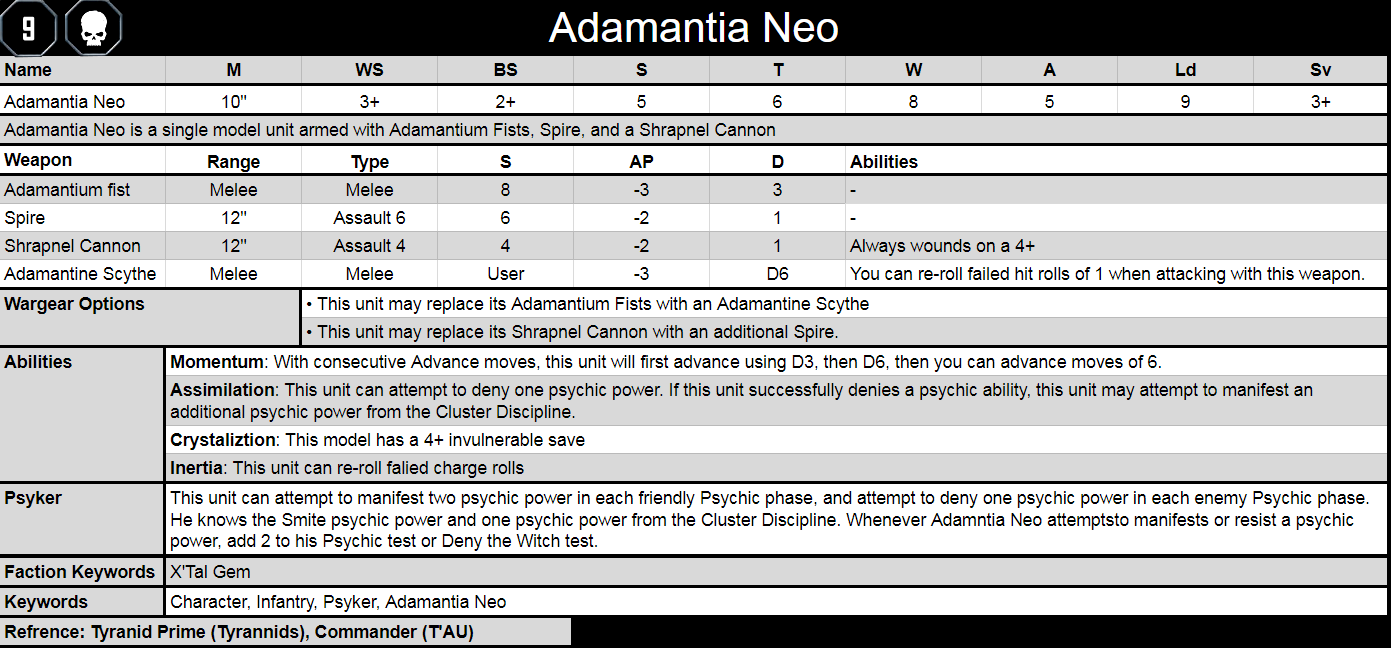 9 Adamantia Neo
Name M WS BS S T W A Ld Sv
Adamantia Neo 10" 3+ 2+ 5 6 8 5 9 3+
Adamantia Neo is a single model unit armed with Adamantium Fists, Spire, and a Shrapnel Cannon
Weapon Range Type S AP D Abilities
Adamantium fist Melee Melee 8 -3 3 -
Spire 12" Assault 6 6 -2 1 -
Shrapnel Cannon 12" Assault 4 4 -2 1 Always wounds on a 4+
Adamantine Scythe Melee Melee User -3 D6 You can re-roll failed hit rolls of 1 when attacking with this weapon.
Wargear Options • This unit may replace its Adamantium Fists with an Adamantine Scythe
• This unit may replace its Shrapnel Cannon with an additional Spire.
Abilities Momentum: With consecutive Advance moves, this unit will first advance using D3, then D6, then you can advance moves of 6.
Assimilation: This unit can attempt to deny one psychic power. If this unit successfully denies a psychic ability, this unit may attempt to manifest an
additional psychic power from the Cluster Discipline.
Crystaliztion: This model has a 4+ invulnerable save
Inertia: This unit can re-roll falied charge rolls
Psyker This unit can attempt to manifest two psychic power in each friendly Psychic phase, and attempt to deny one psychic power in each enemy Psychic phase.
He knows the Smite psychic power and one psychic power from the Cluster Discipline. Whenever Adamntia Neo attemptsto manifests or resist a psychic
power, add 2 to his Psychic test or Deny the Witch test.
Faction Keywords X'Tal Gem
Keywords Character, Infantry, Psyker, Adamantia Neo
Refrence: Tyranid Prime (Tyrannids), Commander (T'AU)